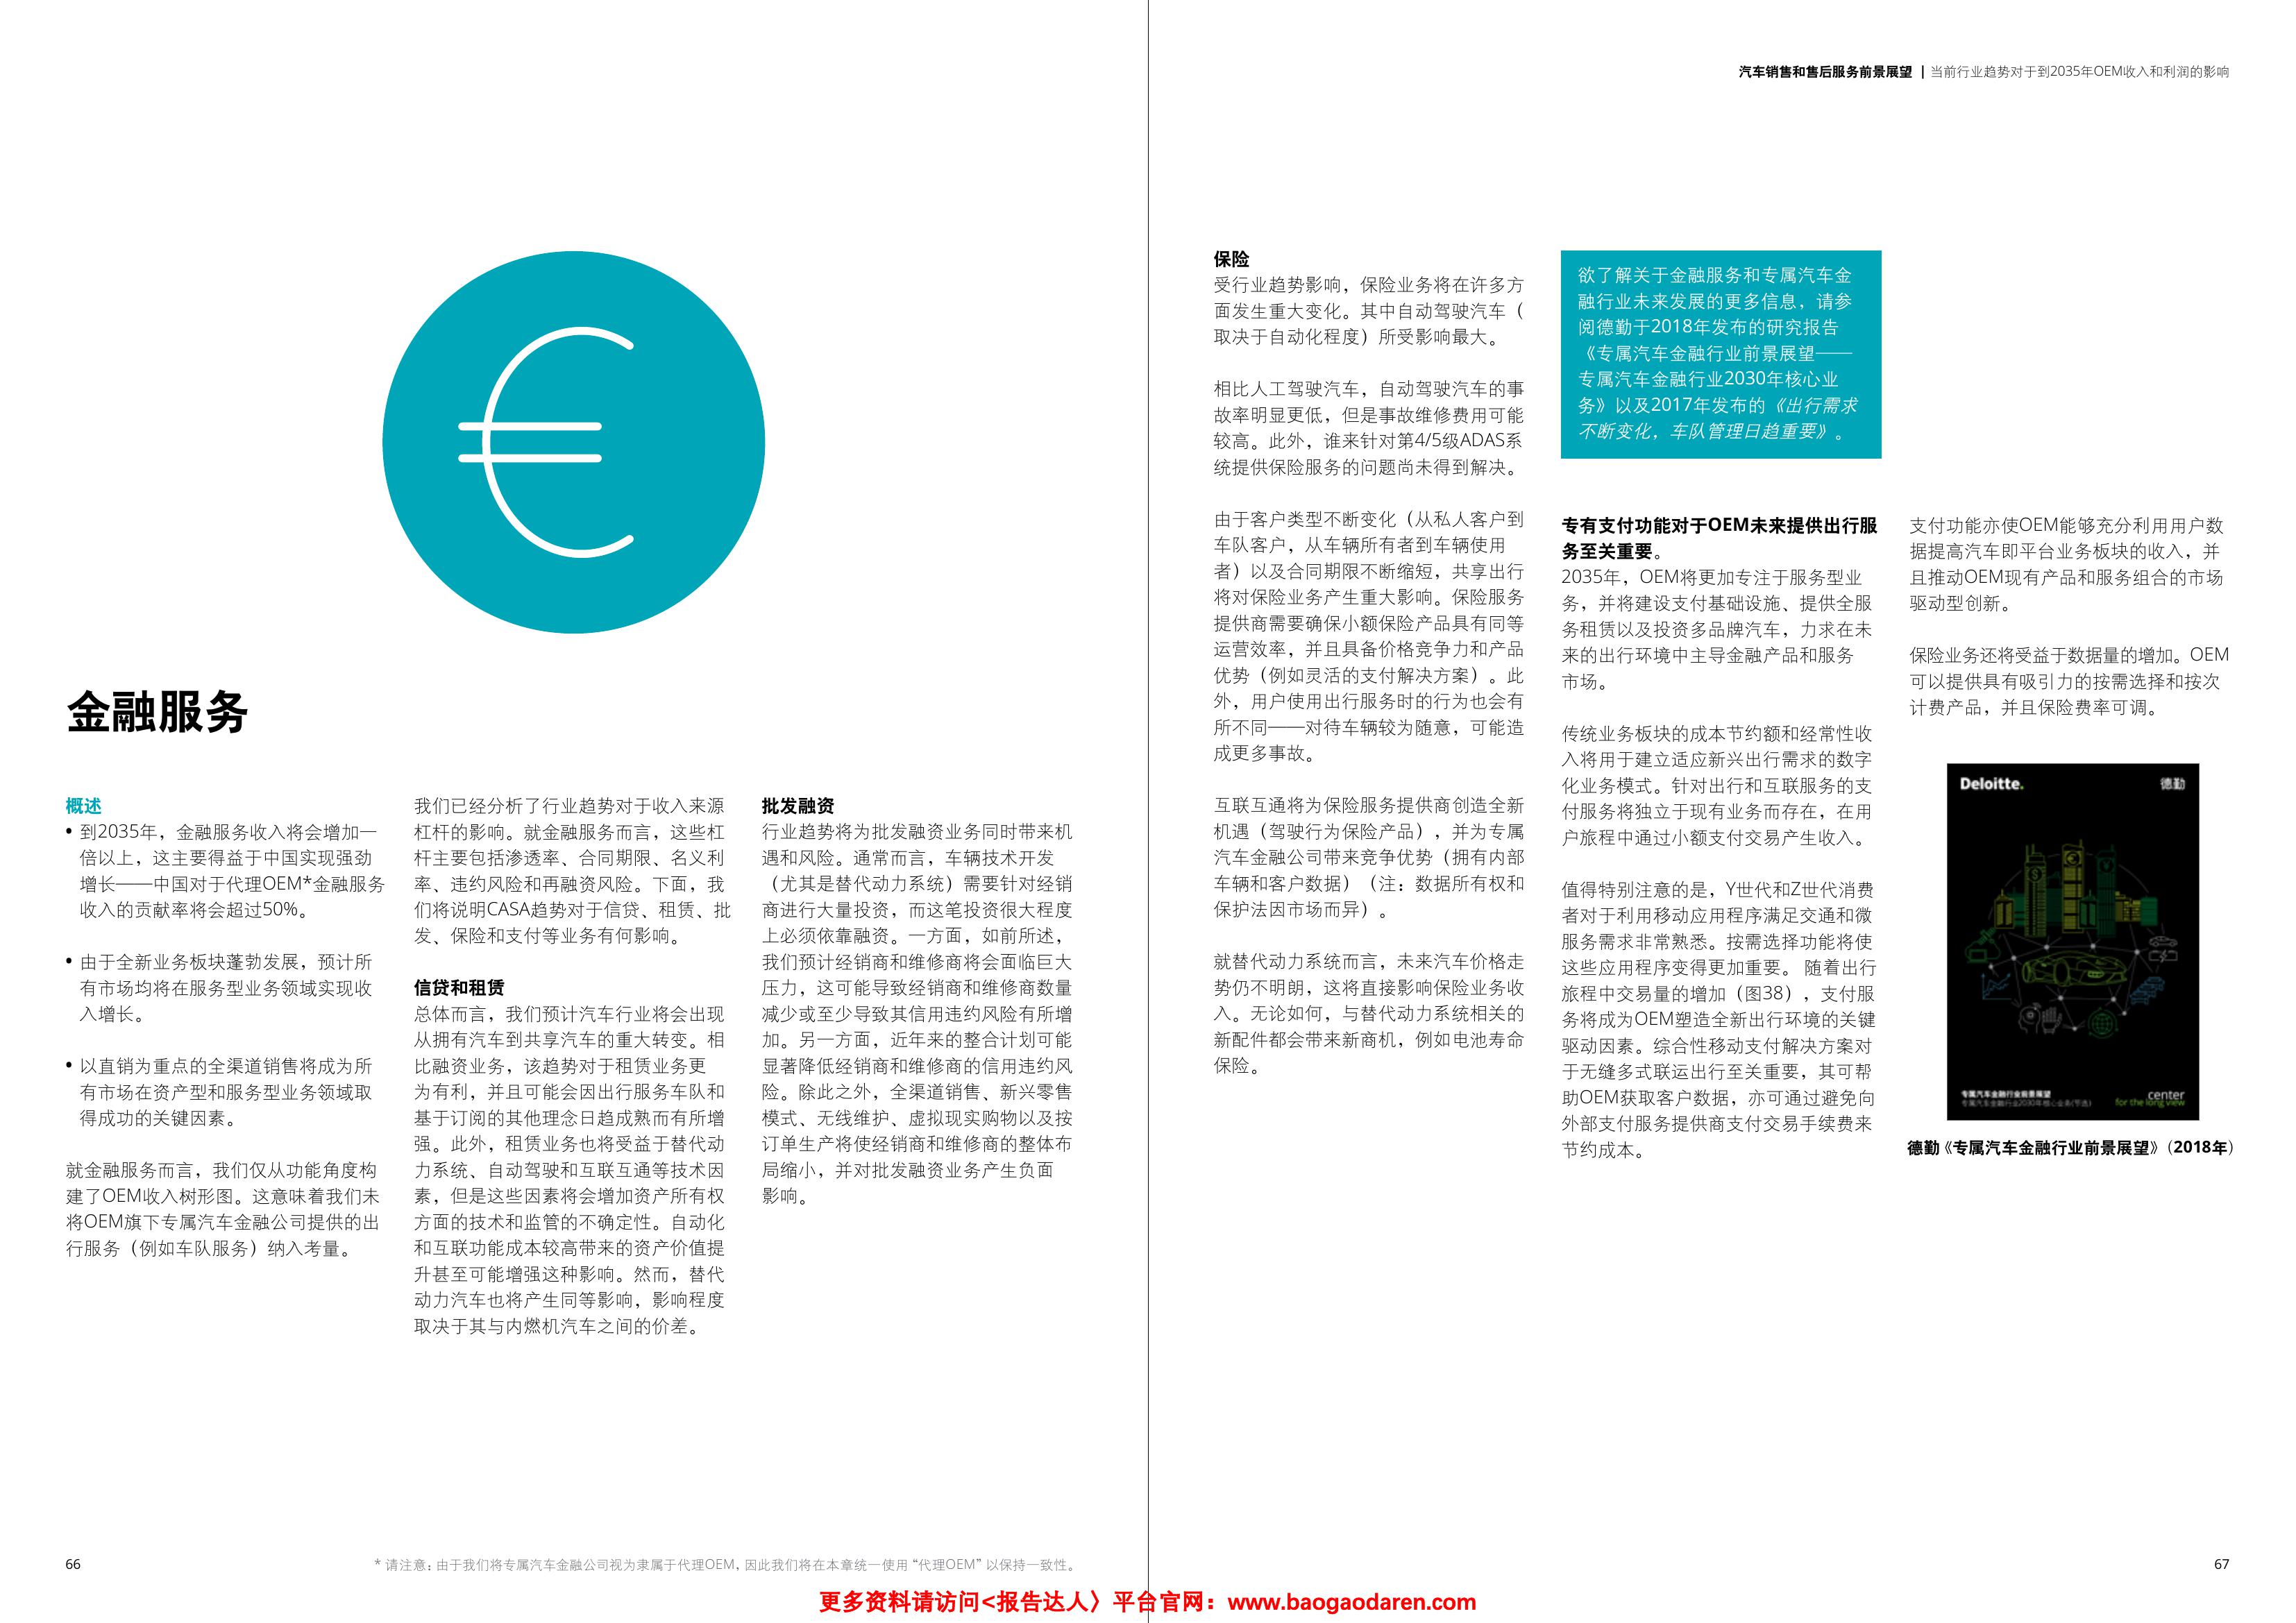 汽车销售和售后服务前景展望 | 当前行业趋势对于到2035年OEM收入和利润的影响
金融服务
概述
• 到2035年，金融服务收入将会增加一
倍以上，这主要得益于中国实现强劲
增长——中国对于代理OEM*金融服务
收入的贡献率将会超过50%。
• 由于全新业务板块蓬勃发展，预计所
有市场均将在服务型业务领域实现收
入增长。
• 以直销为重点的全渠道销售将成为所
有市场在资产型和服务型业务领域取
得成功的关键因素。
就金融服务而言，我们仅从功能角度构
建了OEM收入树形图。这意味着我们未
将OEM旗下专属汽车金融公司提供的出
行服务（例如车队服务）纳入考量。
我们已经分析了行业趋势对于收入来源
杠杆的影响。就金融服务而言，这些杠
杆主要包括渗透率、合同期限、名义利
率、违约风险和再融资风险。下面，我
们将说明CASA趋势对于信贷、租赁、批
发、保险和支付等业务有何影响。
信贷和租赁
总体而言，我们预计汽车行业将会出现
从拥有汽车到共享汽车的重大转变。相
比融资业务，该趋势对于租赁业务更
为有利，并且可能会因出行服务车队和
基于订阅的其他理念日趋成熟而有所增
强。此外，租赁业务也将受益于替代动
力系统、自动驾驶和互联互通等技术因
素，但是这些因素将会增加资产所有权
方面的技术和监管的不确定性。自动化
和互联功能成本较高带来的资产价值提
升甚至可能增强这种影响。然而，替代
动力汽车也将产生同等影响，影响程度
取决于其与内燃机汽车之间的价差。
批发融资
行业趋势将为批发融资业务同时带来机
遇和风险。通常而言，车辆技术开发
（尤其是替代动力系统）需要针对经销
商进行大量投资，而这笔投资很大程度
上必须依靠融资。一方面，如前所述，
我们预计经销商和维修商将会面临巨大
压力，这可能导致经销商和维修商数量
减少或至少导致其信用违约风险有所增
加。另一方面，近年来的整合计划可能
显著降低经销商和维修商的信用违约风
险。除此之外，全渠道销售、新兴零售
模式、无线维护、虚拟现实购物以及按
订单生产将使经销商和维修商的整体布
局缩小，并对批发融资业务产生负面
影响。
66
* 请注意：由于我们将专属汽车金融公司视为隶属于代理OEM，因此我们将在本章统一使用“代理OEM”以保持一致性。
保险
受行业趋势影响，保险业务将在许多方
面发生重大变化。其中自动驾驶汽车（
取决于自动化程度）所受影响最大。
相比人工驾驶汽车，自动驾驶汽车的事
故率明显更低，但是事故维修费用可能
较高。此外，谁来针对第4/5级ADAS系
统提供保险服务的问题尚未得到解决。
由于客户类型不断变化（从私人客户到
车队客户，从车辆所有者到车辆使用
者）以及合同期限不断缩短，共享出行
将对保险业务产生重大影响。保险服务
提供商需要确保小额保险产品具有同等
运营效率，并且具备价格竞争力和产品
优势（例如灵活的支付解决方案）。此
外，用户使用出行服务时的行为也会有
所不同——对待车辆较为随意，可能造
成更多事故。
互联互通将为保险服务提供商创造全新
机遇（驾驶行为保险产品），并为专属
汽车金融公司带来竞争优势（拥有内部
车辆和客户数据）（注：数据所有权和
保护法因市场而异）。
就替代动力系统而言，未来汽车价格走
势仍不明朗，这将直接影响保险业务收
入。无论如何，与替代动力系统相关的
新配件都会带来新商机，例如电池寿命
保险。
欲了解关于金融服务和专属汽车金
融行业未来发展的更多信息，请参
阅德勤于2018年发布的研究报告
《专属汽车金融行业前景展望——
专属汽车金融行业2030年核心业
务》以及2017年发布的《出行需求
不断变化，车队管理日趋重要》。
专有支付功能对于OEM未来提供出行服
务至关重要。
2035年，OEM将更加专注于服务型业
务，并将建设支付基础设施、提供全服
务租赁以及投资多品牌汽车，力求在未
来的出行环境中主导金融产品和服务
市场。
传统业务板块的成本节约额和经常性收
入将用于建立适应新兴出行需求的数字
化业务模式。针对出行和互联服务的支
付服务将独立于现有业务而存在，在用
户旅程中通过小额支付交易产生收入。
值得特别注意的是，Y世代和Z世代消费
者对于利用移动应用程序满足交通和微
服务需求非常熟悉。按需选择功能将使
这些应用程序变得更加重要。 随着出行
旅程中交易量的增加（图38），支付服
务将成为OEM塑造全新出行环境的关键
驱动因素。综合性移动支付解决方案对
于无缝多式联运出行至关重要，其可帮
助OEM获取客户数据，亦可通过避免向
外部支付服务提供商支付交易手续费来
节约成本。
支付功能亦使OEM能够充分利用用户数
据提高汽车即平台业务板块的收入，并
且推动OEM现有产品和服务组合的市场
驱动型创新。
保险业务还将受益于数据量的增加。OEM
可以提供具有吸引力的按需选择和按次
计费产品，并且保险费率可调。
Deloitte. 德勤
专属汽车金融行业前景展望
专属汽车金融行业2030年核心业务(节选)
center
for the long view
德勤《专属汽车金融行业前景展望》（2018年）
67
更多资料请访问<报告达人〉平台官网：www.baogaodaren.com